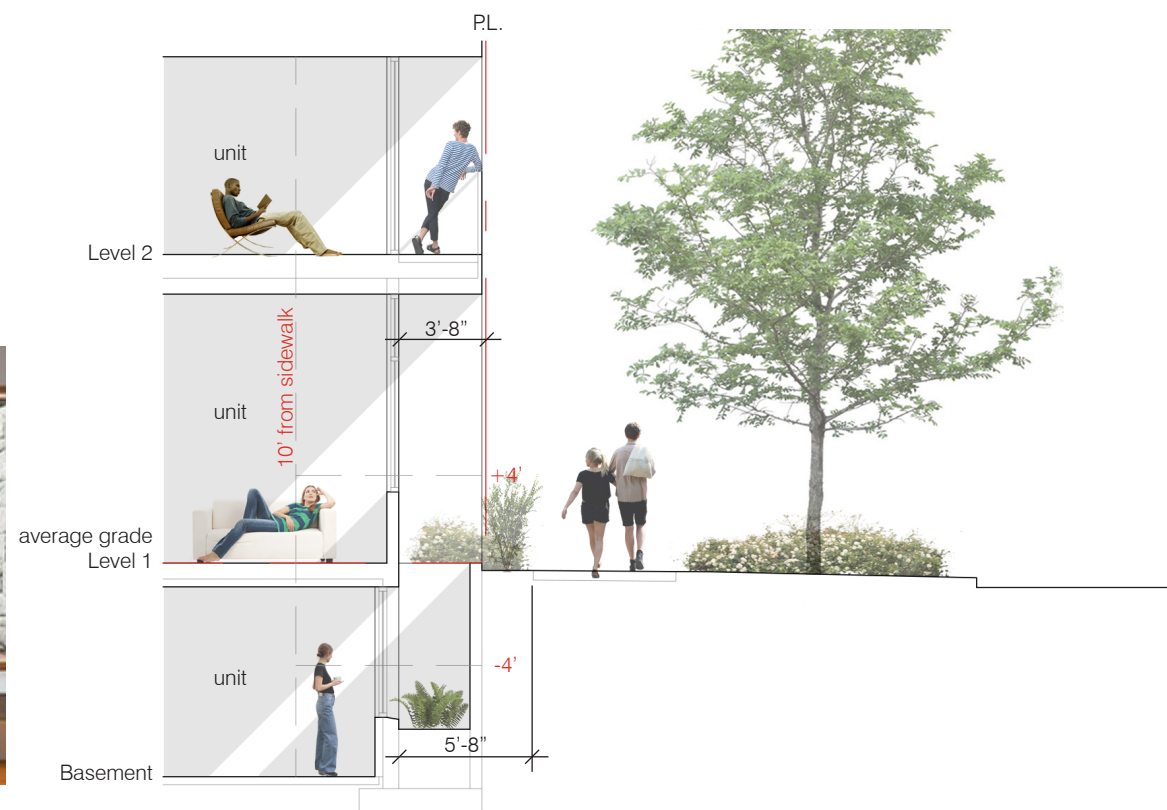 P.L.
unit
Level 2
3'-8”
10' from sidewalk
unit
+4'
average grade
Level 1
-4'
unit
5'-8”
Basement